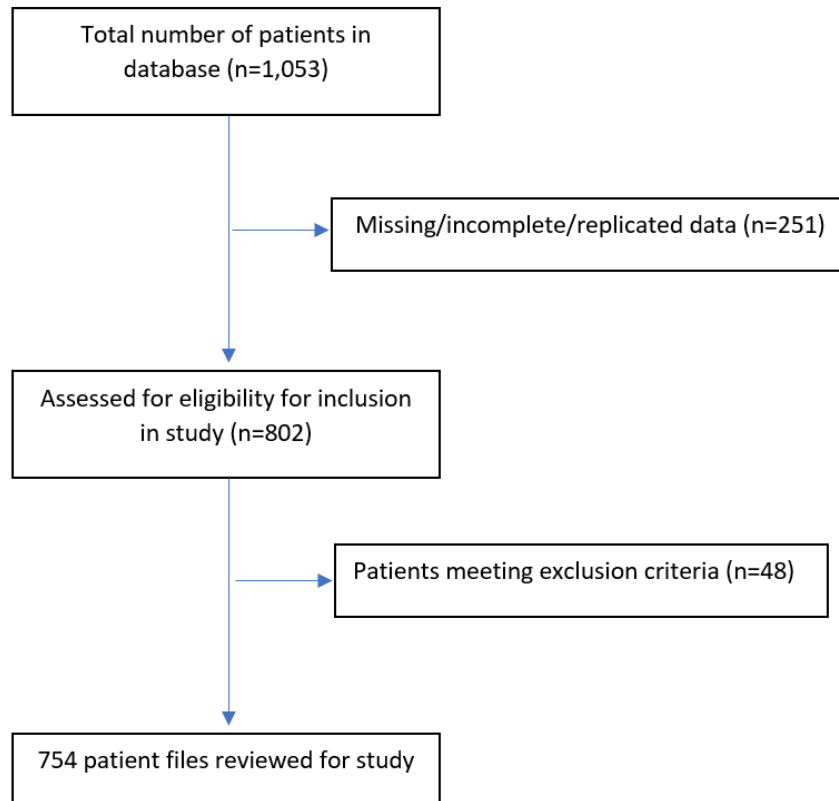 Total number of patients in
database (n=1,053)
Missing/incomplete/replicated data (n=251)
Assessed for eligibility for inclusion
in study (n=802)
Patients meeting exclusion criteria (n=48)
754 patient files reviewed for study